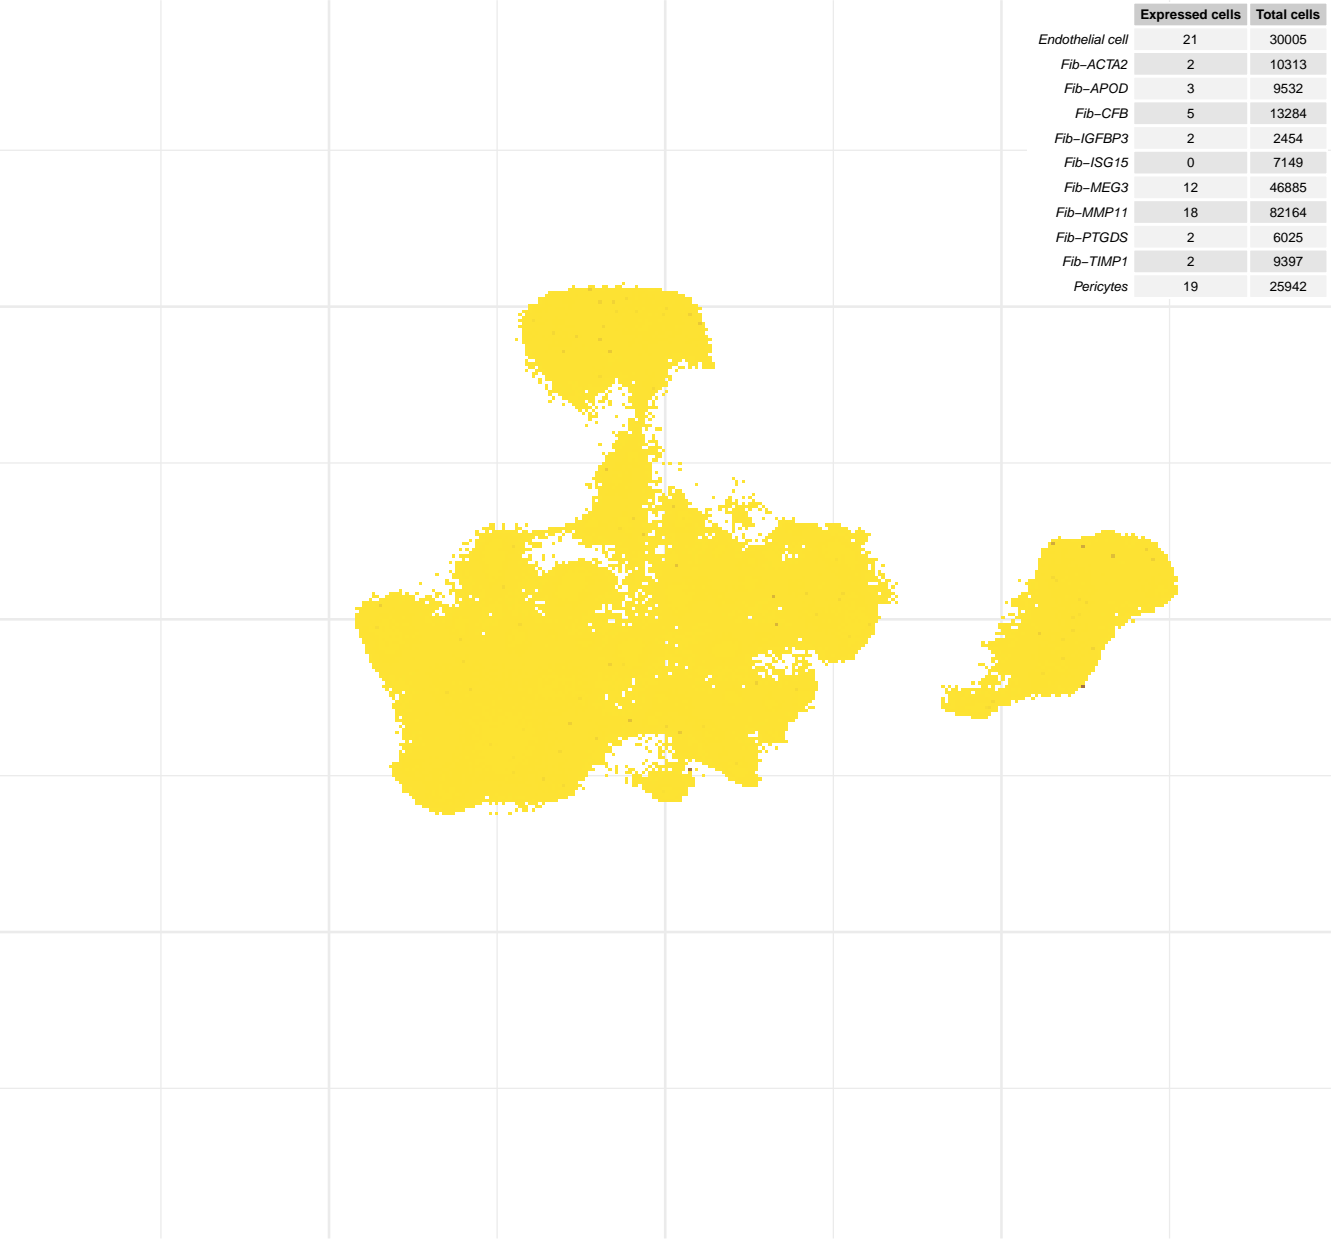 Expressed cells Total cells
Endothelial cell 21 30005
Fib−ACTA2 2 10313
Fib−APOD 3 9532
Fib−CFB 5 13284
Fib−IGFBP3 2 2454
Fib−ISG15 0 7149
Fib−MEG3 12 46885
Fib−MMP11 18 82164
Fib−PTGDS 2 6025
Fib−TIMP1 2 9397
Pericytes 19 25942